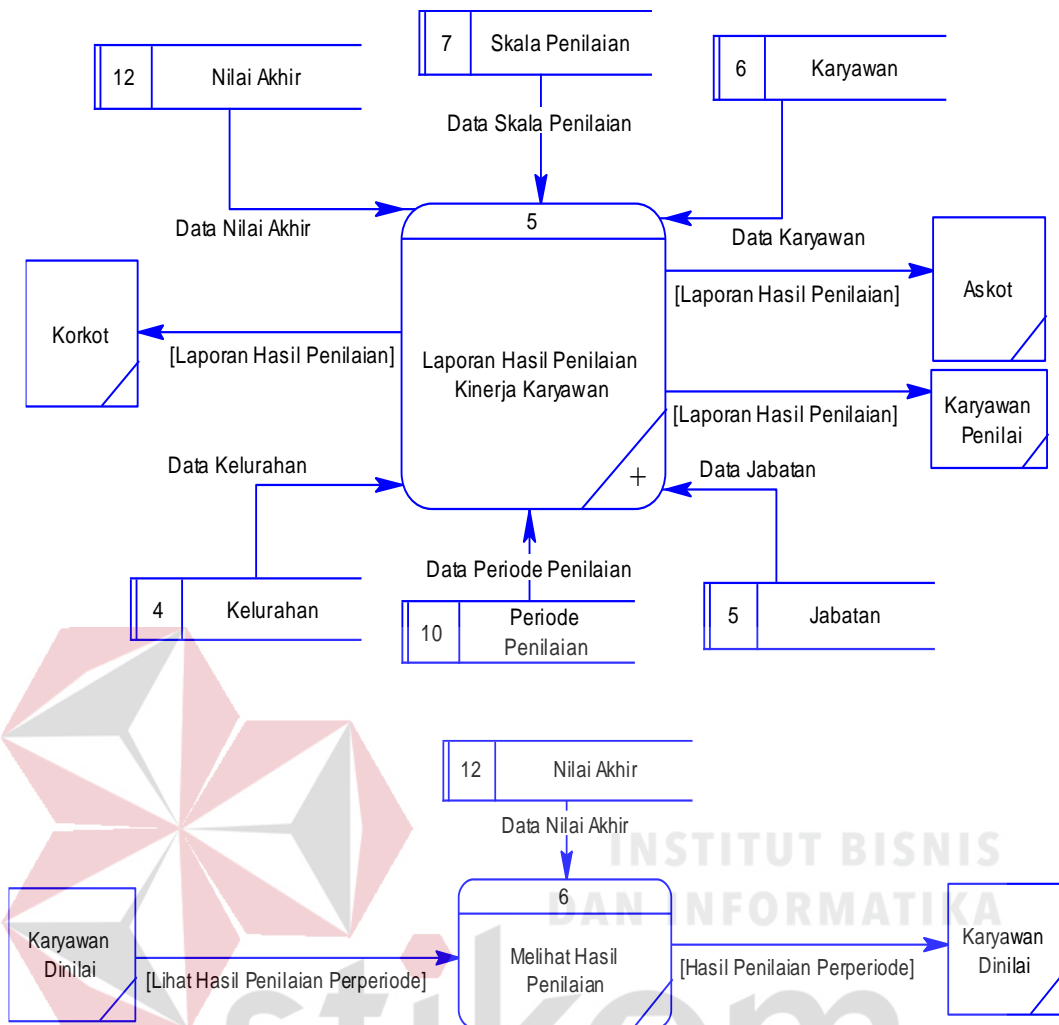 7
Skala Penilaian
12
Nilai Akhir
6
Karyawan
Data Skala Penilaian
Data Nilai Akhir
5
Data Karyawan
[Laporan Hasil Penilaian]
Askot
Korkot
[Laporan Hasil Penilaian]
Laporan Hasil Penilaian
Kinerja Karyawan
[Laporan Hasil Penilaian]
Karyawan
Penilai
Data Kelurahan
Data Jabatan
+
Data Periode Penilaian
4
Kelurahan
10
Periode
Penilaian
5
Jabatan
12
Nilai Akhir
Data Nilai Akhir
INSTITUT BISNIS
DAN INFORMATIKA
6
Karyawan
Dinilai
[Lihat Hasil Penilaian Perperiode]
Melihat Hasil
Penilaian
[Hasil Penilaian Perperiode]
Karyawan
Dinilai
stikom